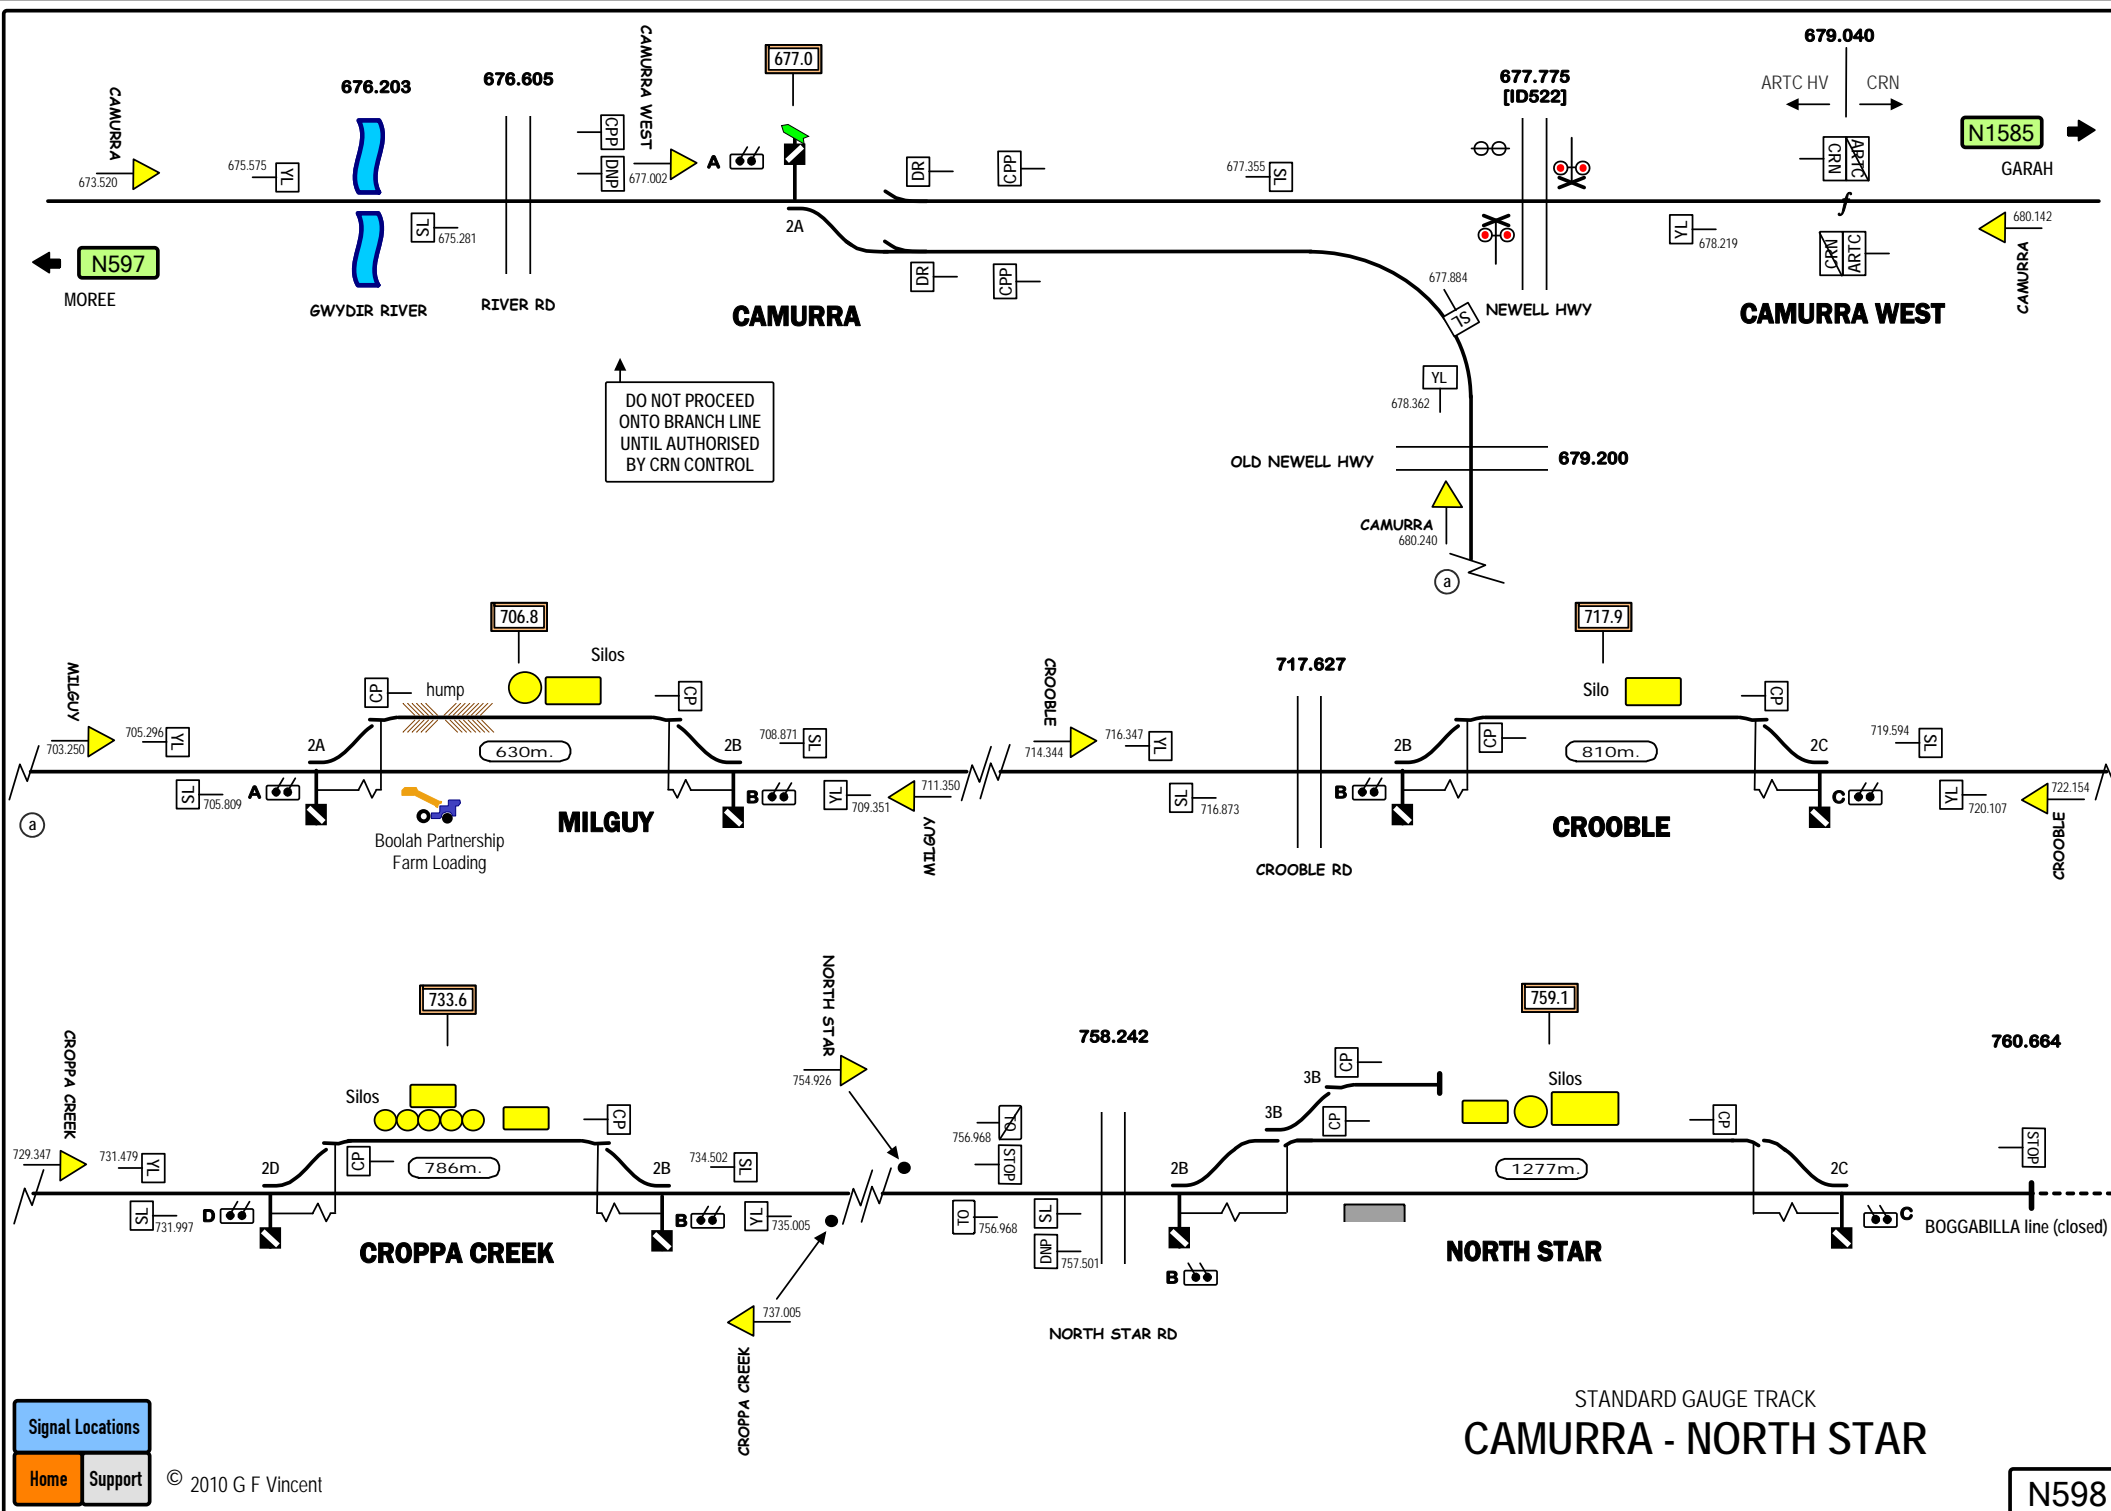 CAMURRA
673.520
675.575
YL
676.203
GWYDIR RIVER
SL
675.281
676.605
RIVER RD
N597
MOREE
CPP
DNP
CAMURRA WEST
677.002
A
677.0
2A
DR
CPP
DR
CPP
CAMURRA
DO NOT PROCEED
ONTO BRANCH LINE
UNTIL AUTHORISED
BY CRN CONTROL
677.355
SL
677.775
[ID522]
NEWELL HWY
677.884
SL
YL
678.362
OLD NEWELL HWY
679.200
CAMURRA
680.240
a
679.040
ARTC HV
CRN
CRN
ARTC
CRN
ARTC
YL
678.219
CAMURRA WEST
N1585
GARAH
680.142
CAMURRA
MILGUY
703.250
a
705.296
YL
SL
705.809
A
2A
CP
hump
706.8
Silos
630m.
Boolah Partnership
Farm Loading
MILGUY
CP
2B
B
708.871
SL
YL
709.351
711.350
MILGUY
CROOBLE
714.344
716.347
YL
SL
716.873
717.627
CROOBLE RD
2B
B
CP
717.9
Silo
810m.
CROOBLE
CP
2C
C
719.594
SL
YL
720.107
722.154
CROOBLE
CROPPA CREEK
729.347
731.479
YL
SL
731.997
D
2D
CP
733.6
Silos
786m.
CROPPA CREEK
CP
2B
B
734.502
SL
YL
735.005
737.005
CROPPA CREEK
NORTH STAR
754.926
756.968
TO
STOP
TO
756.968
SL
DNP
757.501
758.242
NORTH STAR RD
2B
B
3B
3B
CP
CP
759.1
Silos
1277m.
NORTH STAR
CP
2C
C
760.664
STOP
BOGGABILLA line (closed)
STANDARD GAUGE TRACK
CAMURRA - NORTH STAR
N598
Signal Locations
Home
Support
© 2010 G F Vincent